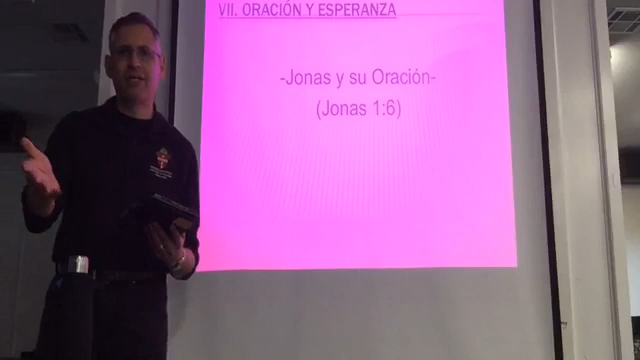 VII. ORACIÓN Y ESPERANZA
-Jonas y su Oración-
(Jonas 1:6)